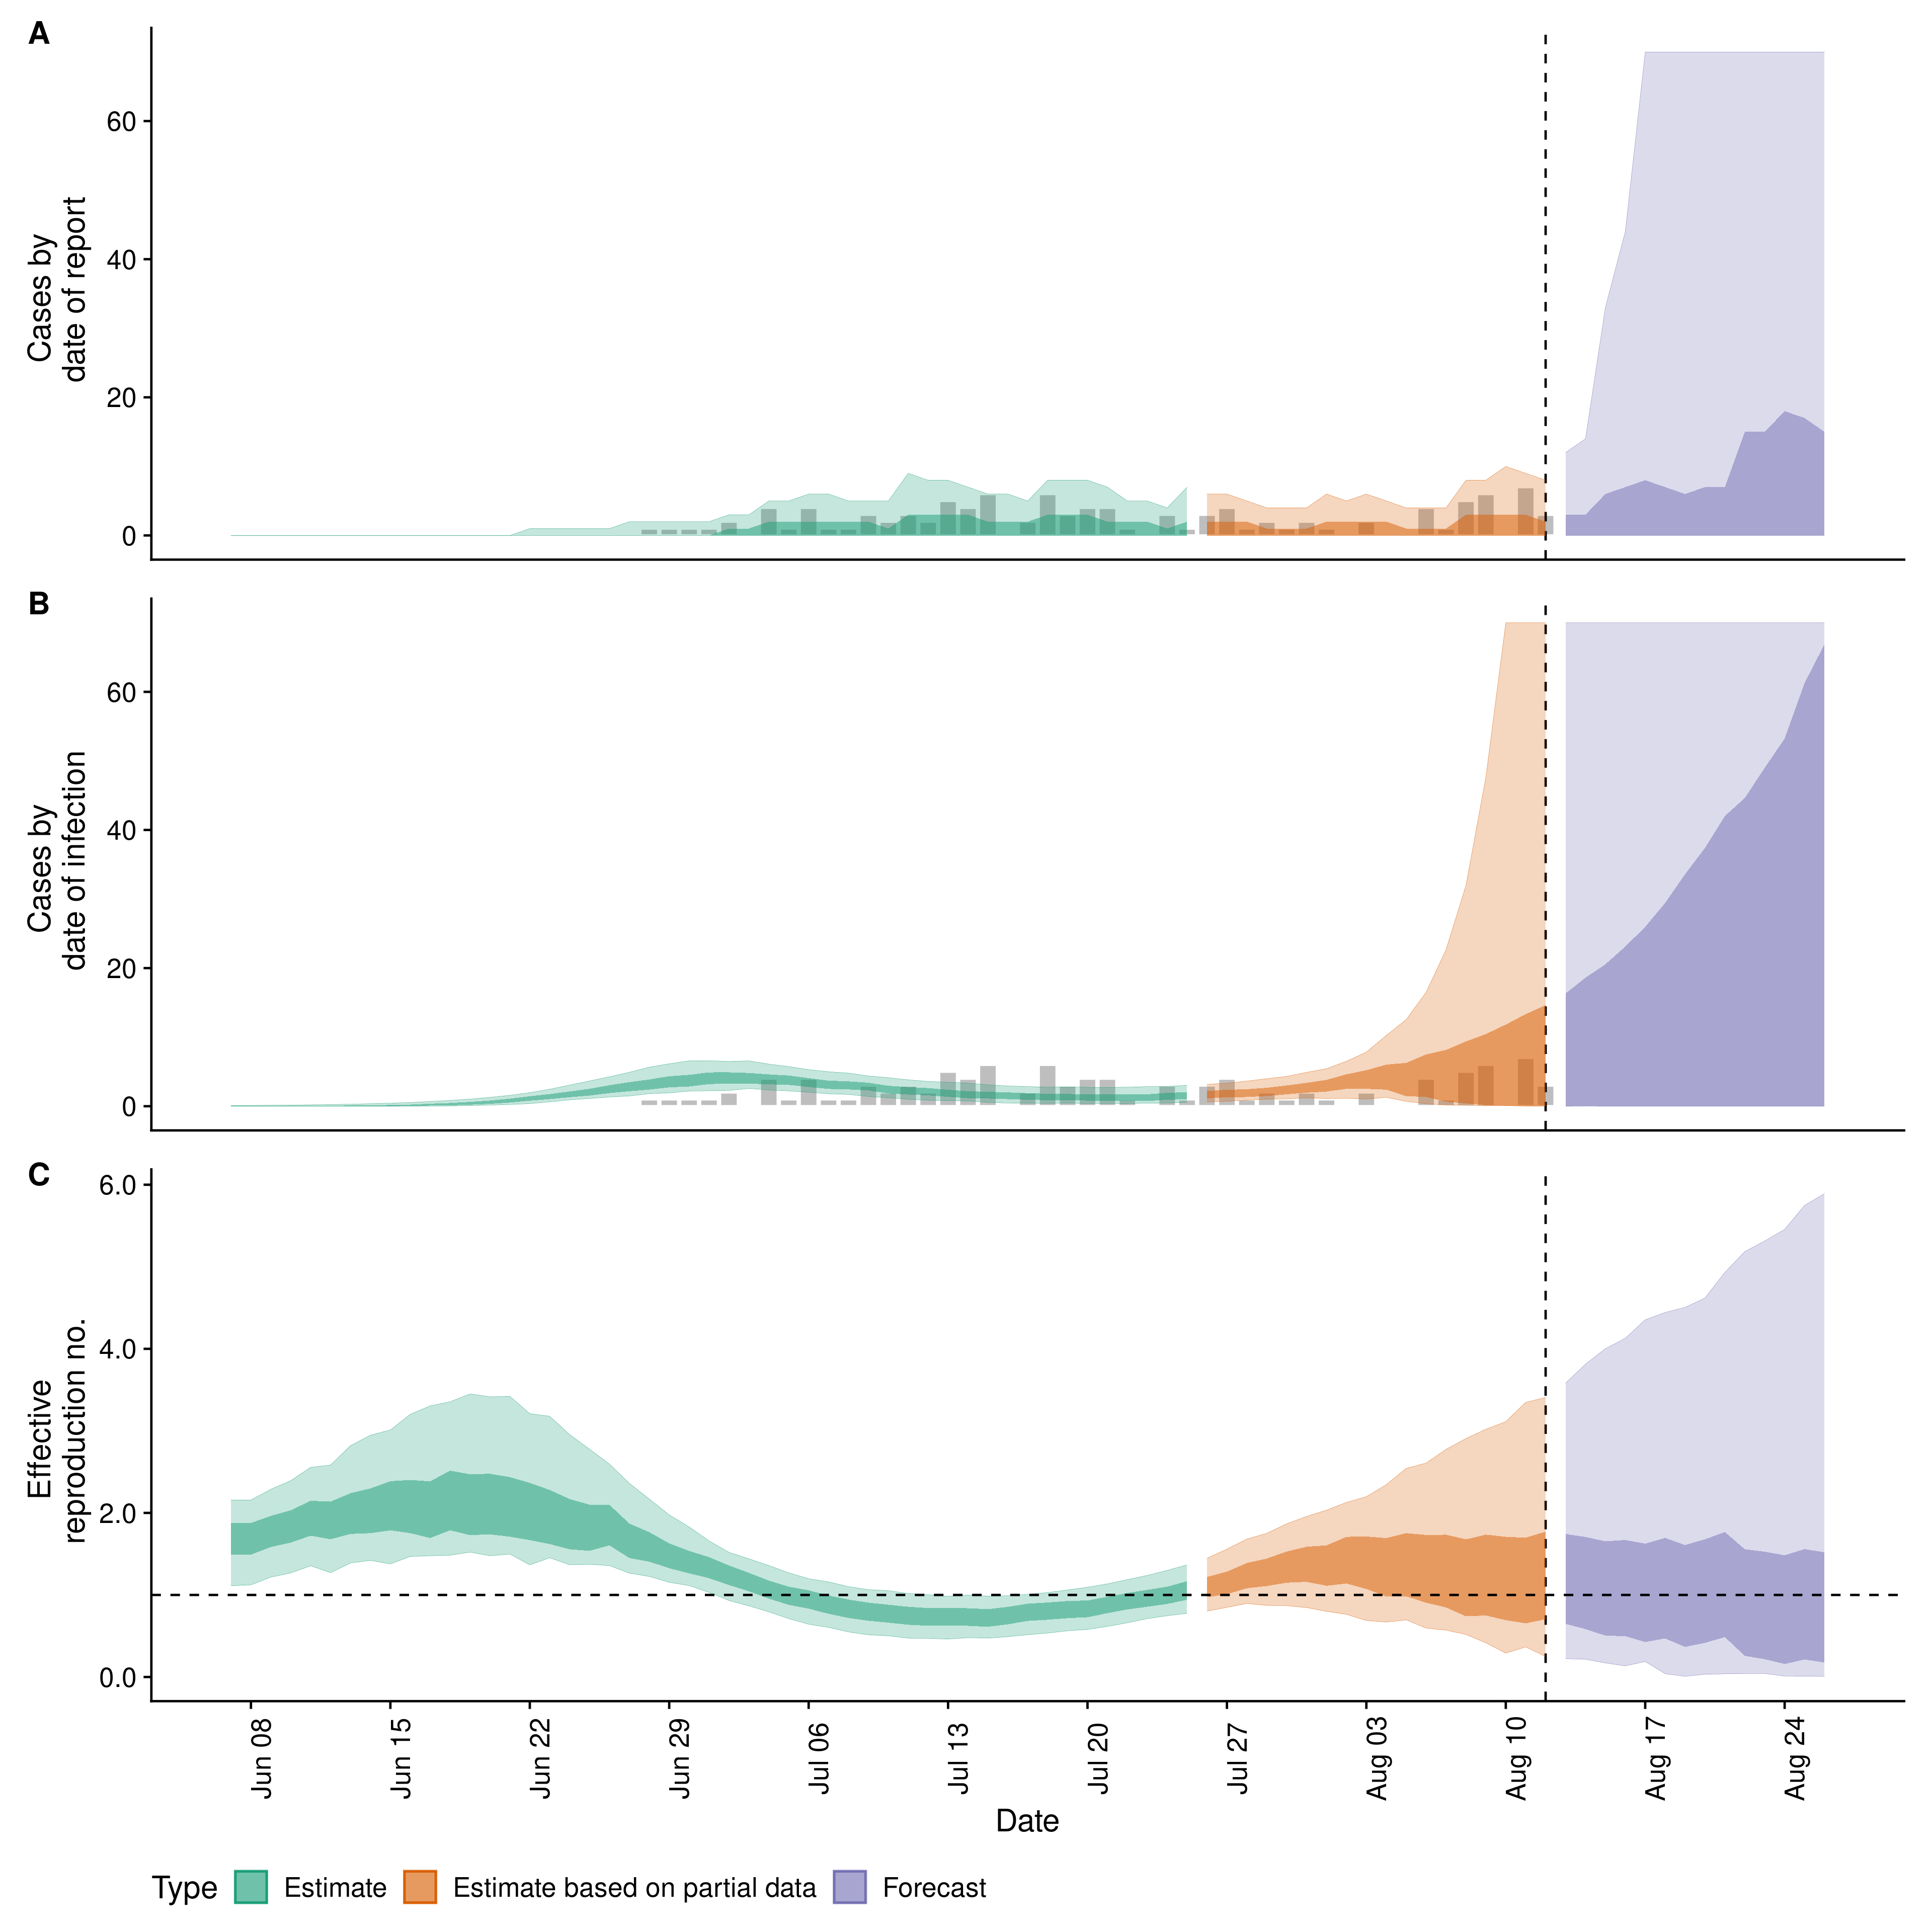 A
Cases by
date of report
60
40
20
0
B
Cases by
date of infection
60
40
20
0
C
Effective
reproduction no.
6.0
4.0
2.0
0.0
Jun 08
Jun 15
Jun 22
Jun 29
Jul 06
Jul 13
Jul 20
Jul 27
Aug 03
Aug 10
Aug 17
Aug 24
Date
Type Estimate Estimate based on partial data Forecast